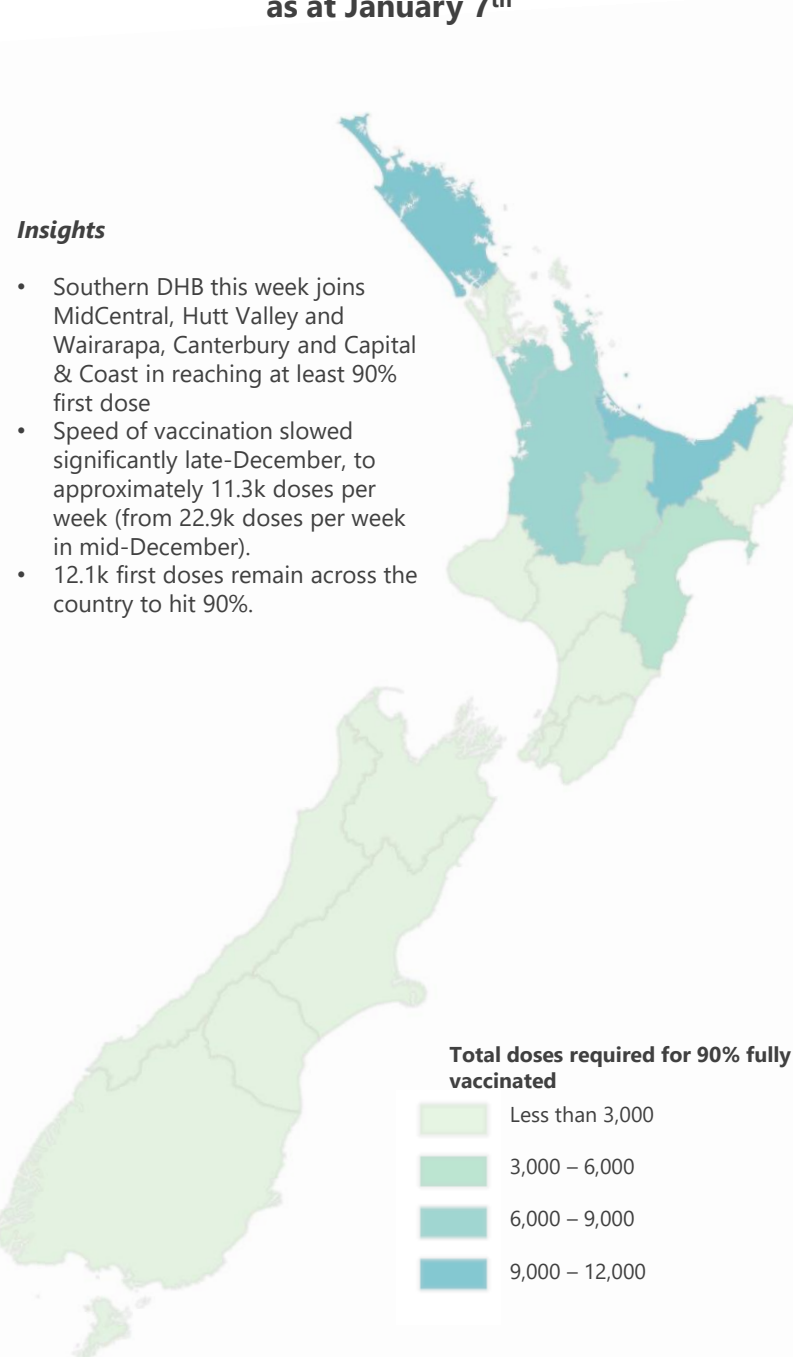 as at January 7th
Insights
• Southern DHB this week joins
MidCentral, Hutt Valley and
Wairarapa, Canterbury and Capital
& Coast in reaching at least 90%
first dose
• Speed of vaccination slowed
significantly late-December, to
approximately 11.3k doses per
week (from 22.9k doses per week
in mid-December).
• 12.1k first doses remain across the
country to hit 90%.
Total doses required for 90% fully
vaccinated
Less than 3,000
3,000 – 6,000
6,000 – 9,000
9,000 – 12,000